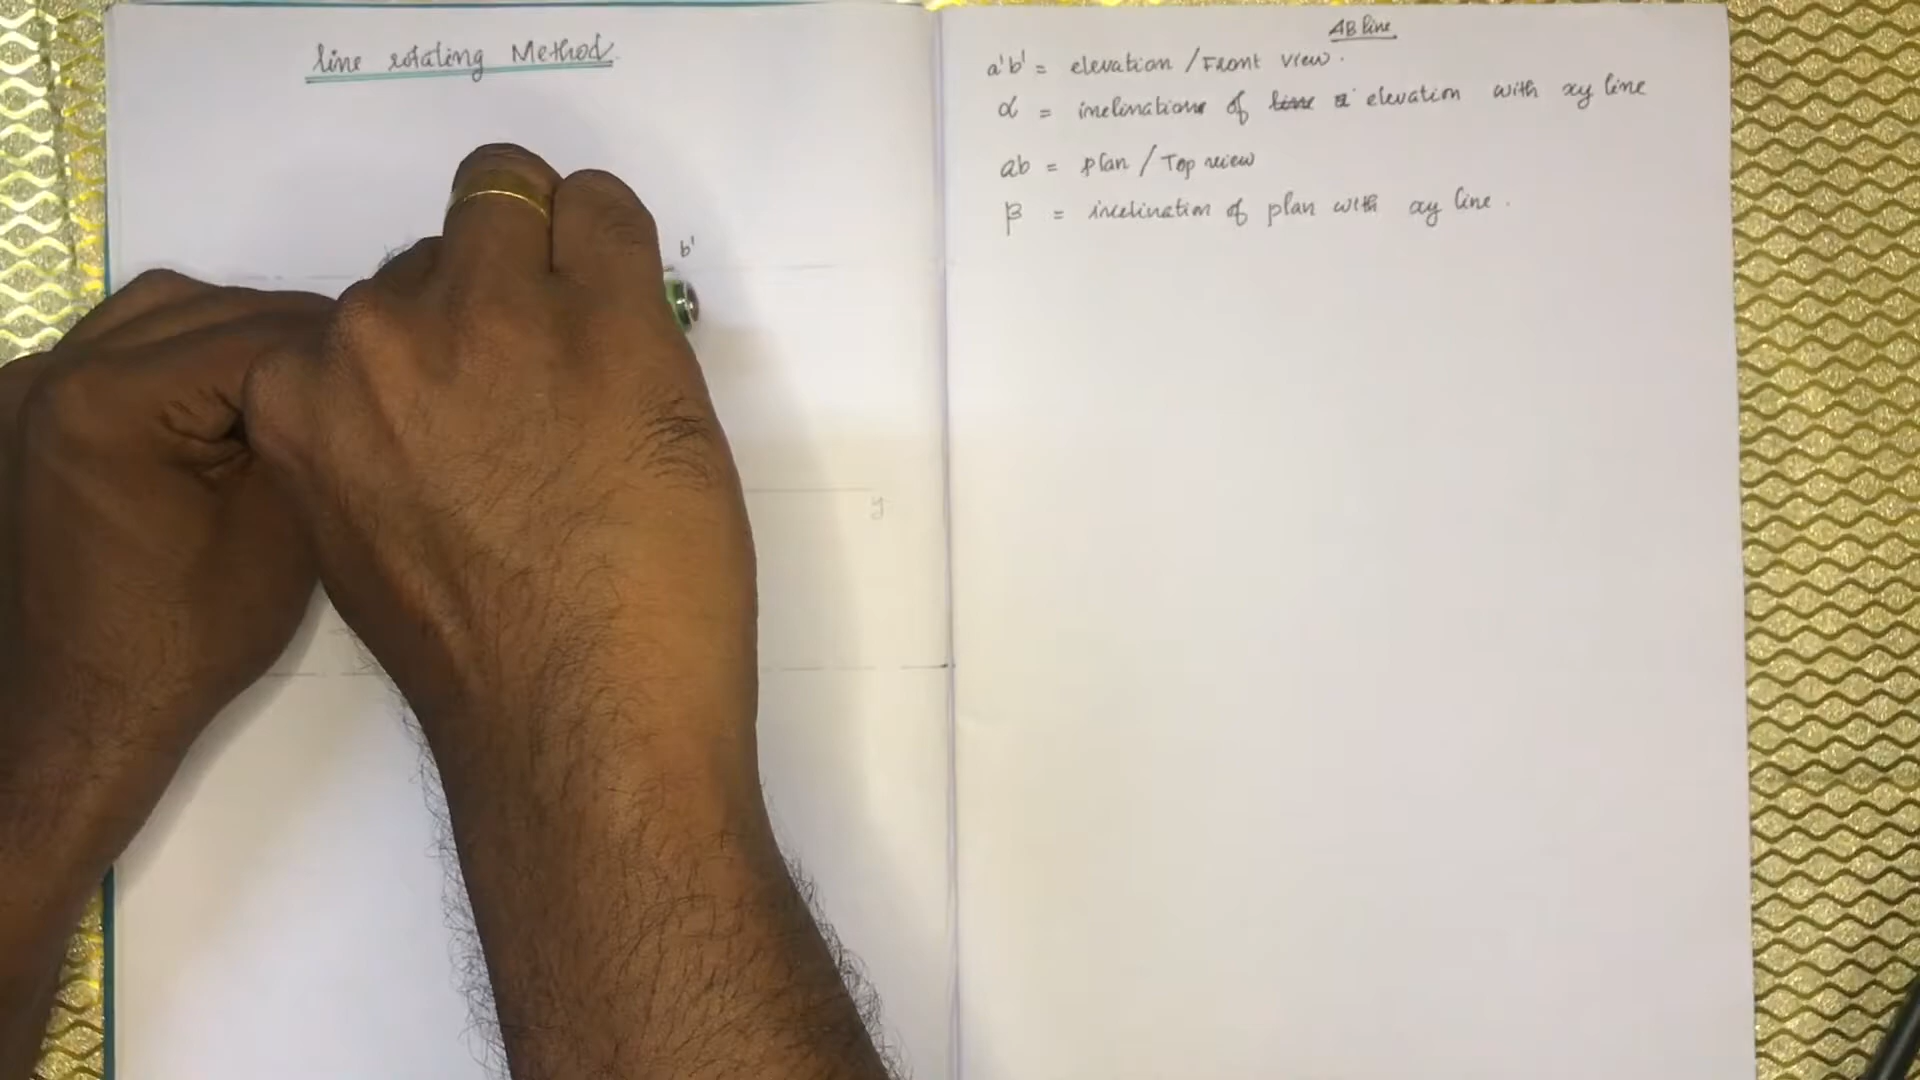 line rotating Method.
b'
y
AB line
a'b' = elevation / Front view.
α = inclinations of line a' elevation with xy line
ab = plan / Top view
β = inclination of plan with xy line.